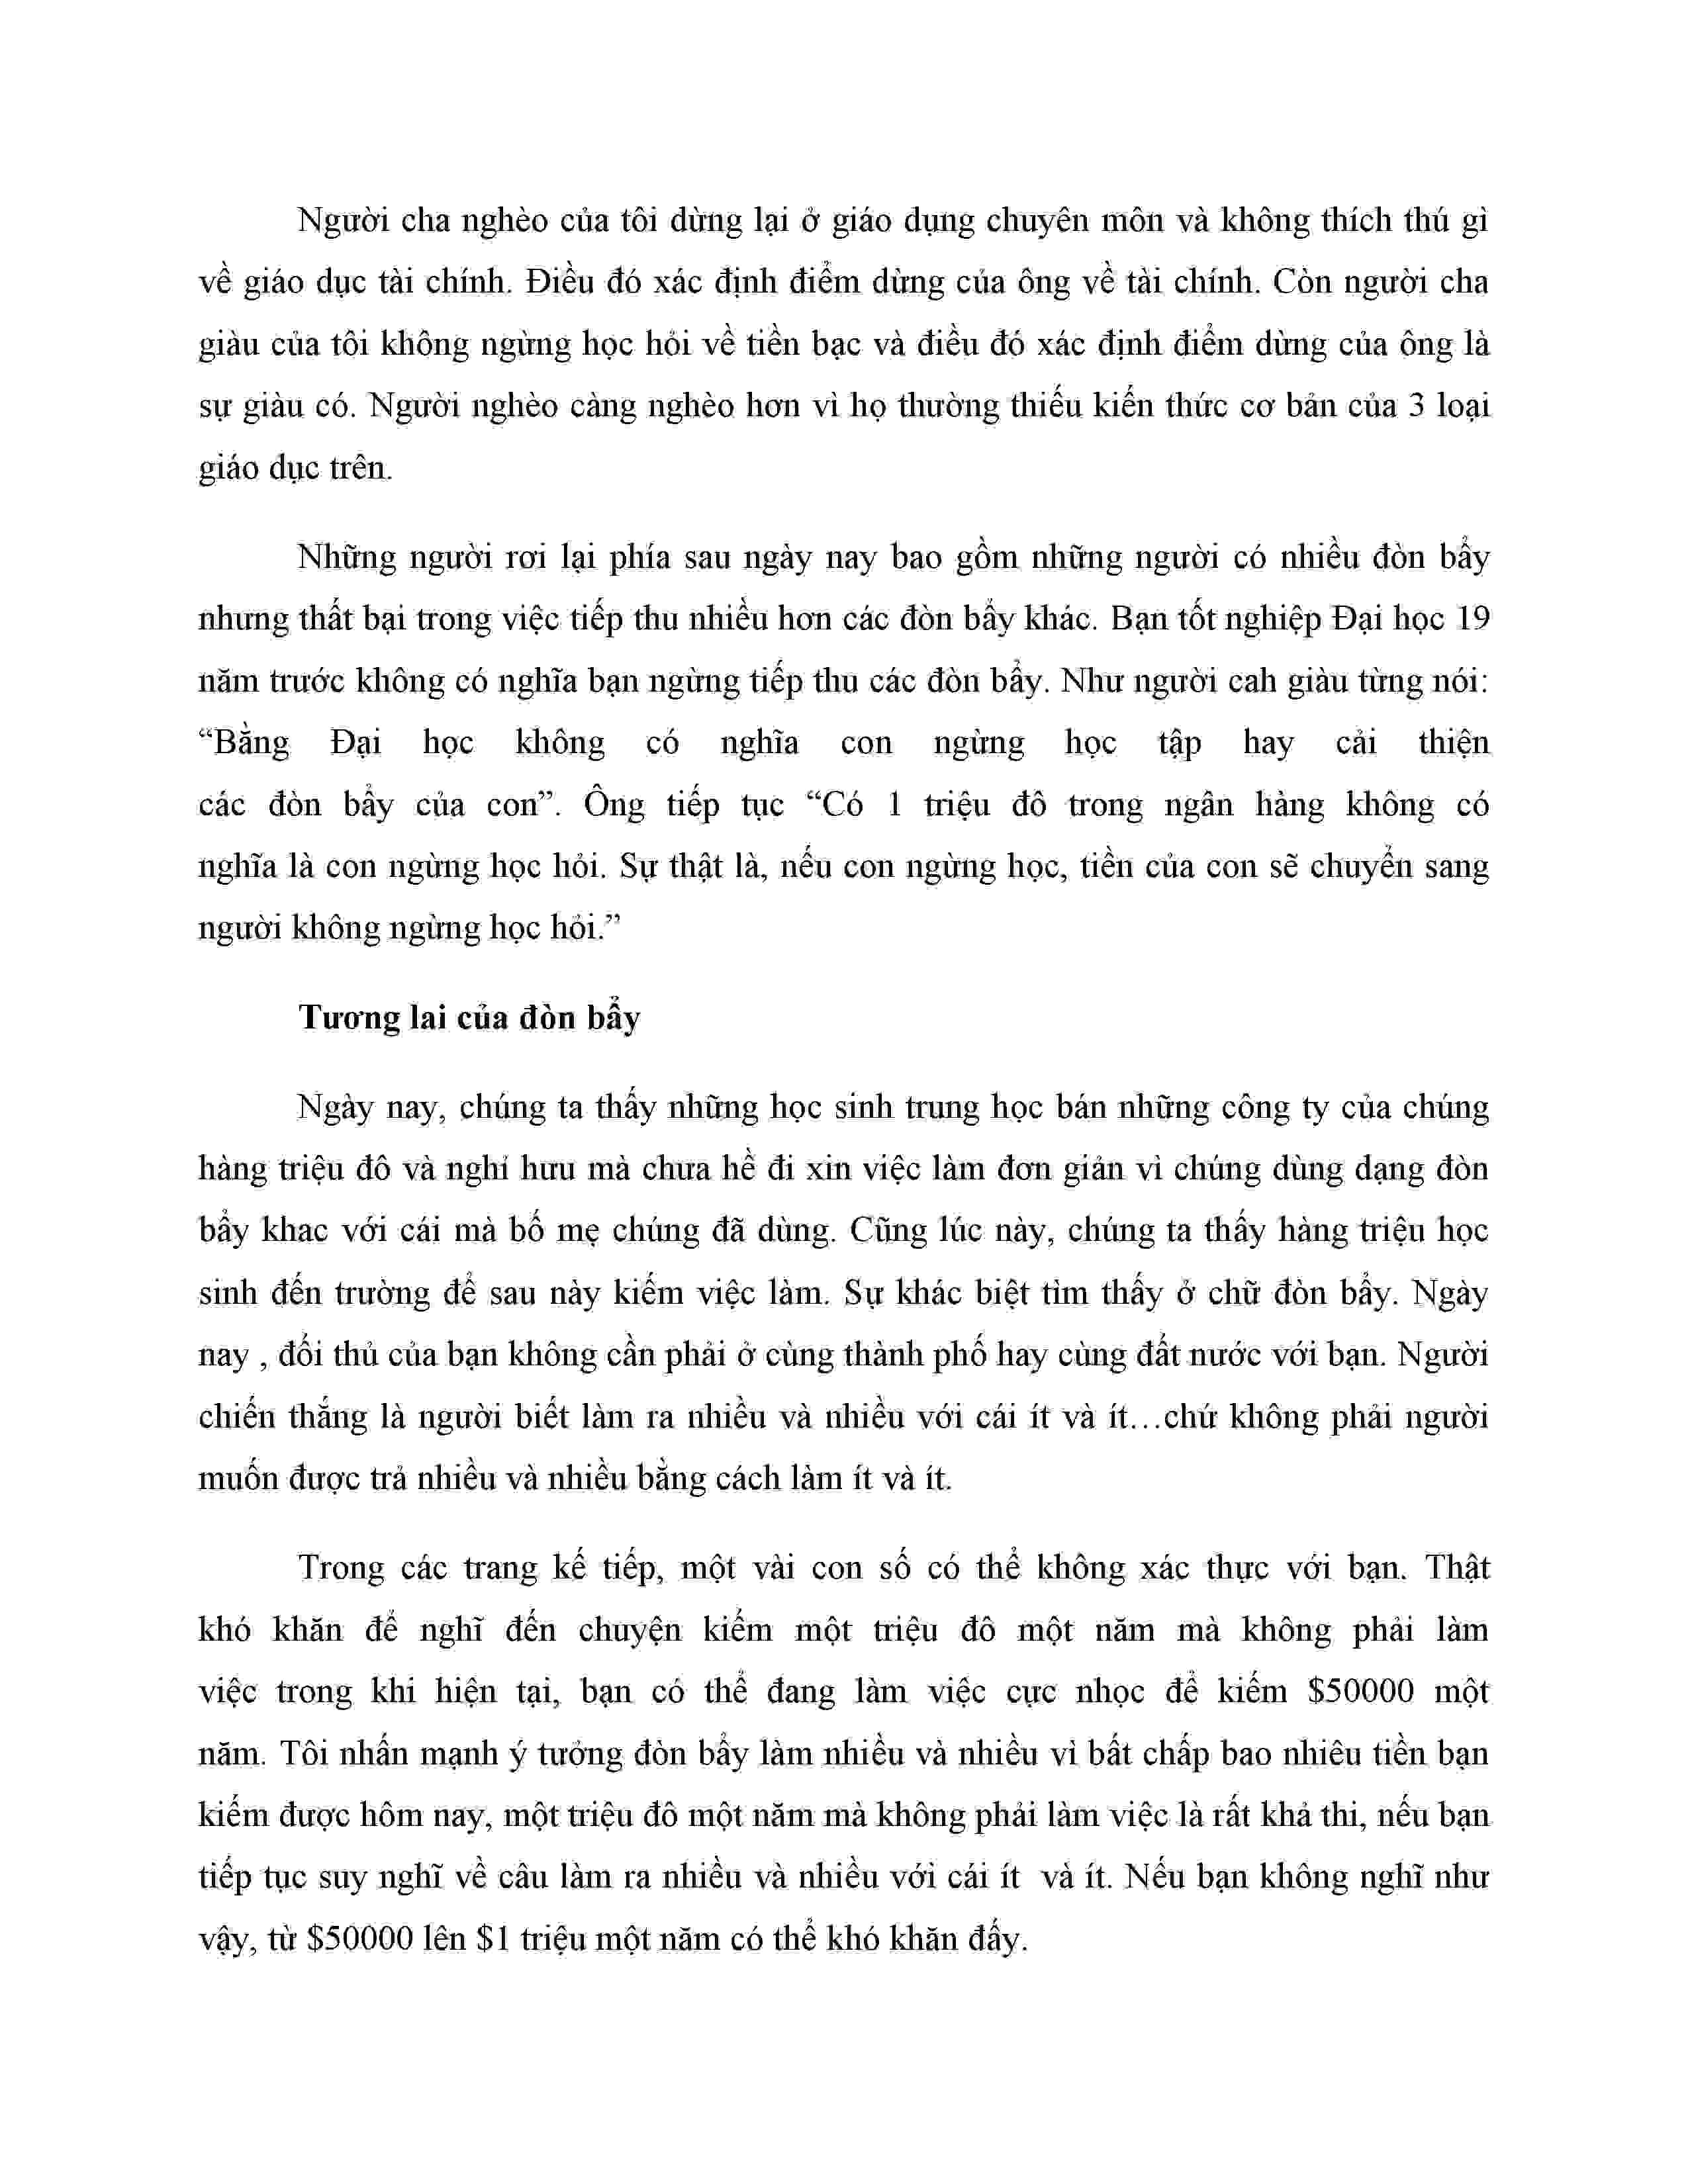 Người cha nghèo của tôi dừng lại ở giáo dụng chuyên môn và không thích thú gì
về giáo dục tài chính. Điều đó xác định điểm dừng của ông về tài chính. Còn người cha
giàu của tôi không ngừng học hỏi về tiền bạc và điều đó xác định điểm dừng của ông là
sự giàu có. Người nghèo càng nghèo hơn vì họ thường thiếu kiến thức cơ bản của 3 loại
giáo dục trên.
Những người rơi lại phía sau ngày nay bao gồm những người có nhiều đòn bẩy
nhưng thất bại trong việc tiếp thu nhiều hơn các đòn bẩy khác. Bạn tốt nghiệp Đại học 19
năm trước không có nghĩa bạn ngừng tiếp thu các đòn bẩy. Như người cah giàu từng nói:
“Bằng Đại học không có nghĩa con ngừng học tập hay cải thiện
các đòn bẩy của con”. Ông tiếp tục “Có 1 triệu đô trong ngân hàng không có
nghĩa là con ngừng học hỏi. Sự thật là, nếu con ngừng học, tiền của con sẽ chuyển sang
người không ngừng học hỏi.”
Tương lai của đòn bẩy
Ngày nay, chúng ta thấy những học sinh trung học bán những công ty của chúng
hàng triệu đô và nghỉ hưu mà chưa hề đi xin việc làm đơn giản vì chúng dùng dạng đòn
bẩy khac với cái mà bố mẹ chúng đã dùng. Cũng lúc này, chúng ta thấy hàng triệu học
sinh đến trường để sau này kiếm việc làm. Sự khác biệt tìm thấy ở chữ đòn bẩy. Ngày
nay , đối thủ của bạn không cần phải ở cùng thành phố hay cùng đất nước với bạn. Người
chiến thắng là người biết làm ra nhiều và nhiều với cái ít và ít…chứ không phải người
muốn được trả nhiều và nhiều bằng cách làm ít và ít.
Trong các trang kế tiếp, một vài con số có thể không xác thực với bạn. Thật
khó khăn để nghĩ đến chuyện kiếm một triệu đô một năm mà không phải làm
việc trong khi hiện tại, bạn có thể đang làm việc cực nhọc để kiếm $50000 một
năm. Tôi nhấn mạnh ý tưởng đòn bẩy làm nhiều và nhiều vì bất chấp bao nhiêu tiền bạn
kiếm được hôm nay, một triệu đô một năm mà không phải làm việc là rất khả thi, nếu bạn
tiếp tục suy nghĩ về câu làm ra nhiều và nhiều với cái ít  và ít. Nếu bạn không nghĩ như
vậy, từ $50000 lên $1 triệu một năm có thể khó khăn đấy.